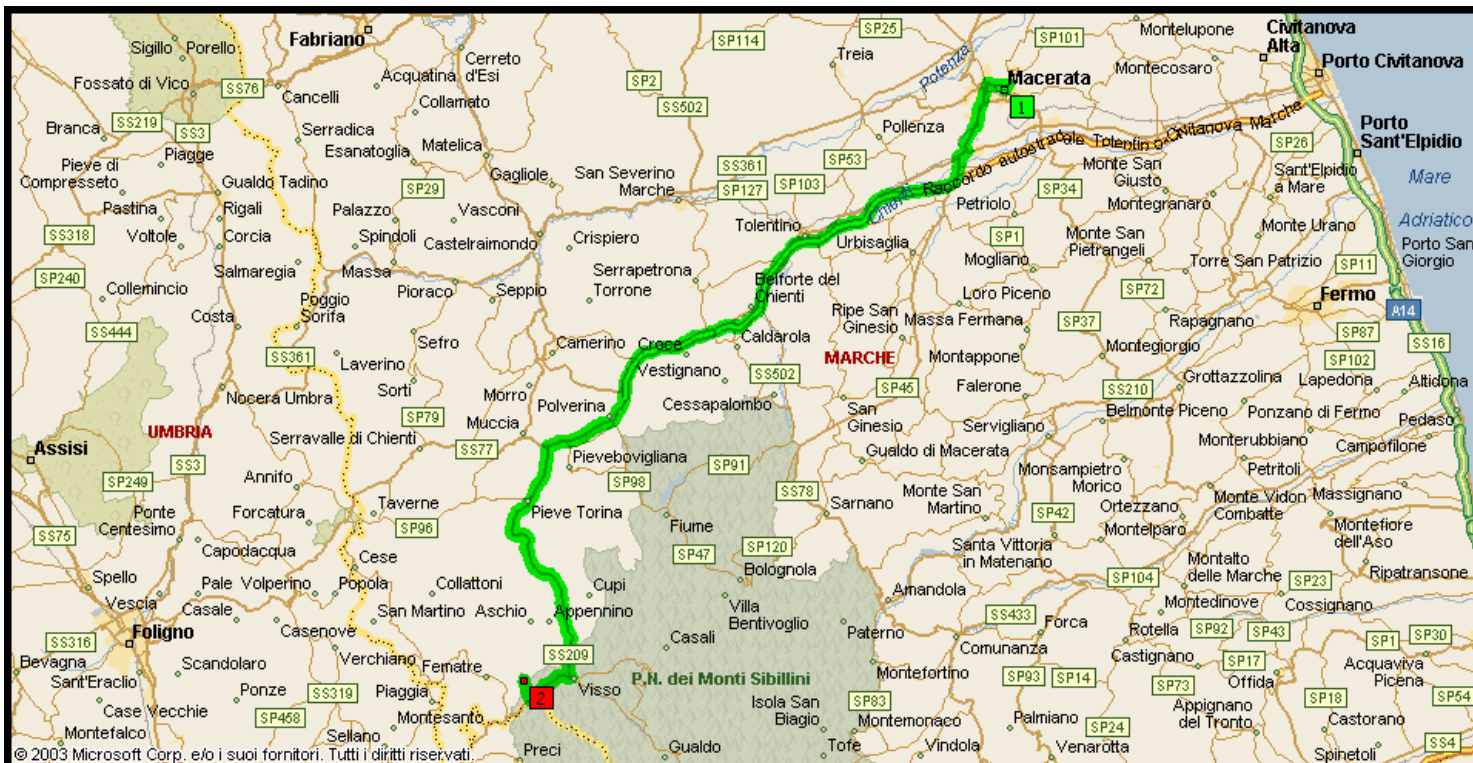 Sigillo
Porello
Fabriano
SP114
SP25
SP101
Montelupone
Civitanova
Alta
Treia
Cerreto
d'Esi
Porto Civitanova
Montecosaro
Fossato di Vico
SS76
Acquatina
SP2
Potenza
Macerata
Cancelli
Collamato
SS502
1
Branca
SS219
SS3
Serradica
Pollenza
Raccordo autostradale Tolentino Civitanova Marche
Porto
Sant'Elpidio
Piagge
Esanatoglia
Matelica
SS361
SP53
SP26
Pieve di
Compresseto
Gagliole
San Severino
Marche
SP127
SP103
Monte San
Giusto
Sant'Elpidio
a Mare
Mare
Gualdo Tadino
SP29
Chienti
SP34
Pastina
Rigali
Palazzo
Vasconi
Petriolo
Montegranaro
Adriatico
SS318
Voltole
Corcia
Spindoli
Castelraimondo
Crispiero
Tolentino
Urbisaglia
SP1
Monte San
Pietrangeli
Monte Urano
Porto San
Giorgio
SP240
Salmaregia
Massa
Serrapetrona
Torrone
Mogliano
Torre San Patrizio
SP11
Collemincio
Pioraco
Seppio
Belforte del
Chienti
Loro Piceno
SP72
Fermo
Costa
Poggio
Sorifa
Ripe San
Ginesio
Massa Fermana
SP37
Rapagnano
A14
SS444
Sefro
Camerino
Croce
Caldarola
SP87
SS16
SS361
Laverino
Vestignano
MARCHE
Montappone
Montegiorgio
SP102
Sorti
SS502
SP45
Falerone
SS210
Grottazzolina
Lapedona
Altidona
Nocera Umbra
Morro
Cessapalombo
SP79
Polverina
San
Ginesio
Belmonte Piceno
Ponzano di Fermo
Pedaso
UMBRIA
Serravalle di Chienti
Muccia
Servigliano
Monterubbiano
Campofilone
Assisi
SS3
SS77
Pievebovigliana
Gualdo di Macerata
SP249
Annifo
SP98
SP91
Monsampietro
Morico
Petritoli
Ponte
Centesimo
Forcatura
Taverne
SS78
Sarnano
Monte San
Martino
Monte Vidon
Combatte
Massignano
SP96
Pieve Torina
Fiume
SP42
Ortezzano
SS75
Capodacqua
Montelparo
Montefiore
dell'Aso
SP47
SP120
Santa Vittoria
in Matenano
Cese
Bolognola
Montalto
delle Marche
Ripatransone
Spello
Pale
Volperino
Popola
Collattoni
Cupi
Amandola
SP104
SP23
Vescia
Casale
San Martino
Aschio
Appennino
Villa
Bentivoglio
SS433
Montedinove
Cossignano
SS316
Foligno
Casenove
Casali
Paterno
Forca
Rotella
SP92
SP43
SP1
SP30
Bevagna
Scandolaro
Verchiano
Fematre
SS209
Comunanza
Castignano
SP17
Acquaviva
Picena
Sant'Eraclio
Ponze
SS319
Piaggia
2
Visso
P.N. dei Monti Sibillini
Montefortino
SP93
SP14
SP73
Offida
SP54
Case Vecchie
SP458
Montesanto
Isola San
Biagio
SP83
Appignano
del Tronto
SP18
Montefalco
Sellano
Montemonaco
Palmiano
SP24
Castorano
Preci
Gualdo
Tofe
Vindola
Venarotta
Spinetoli
SS4
© 2003 Microsoft Corp. e/o i suoi fornitori. Tutti i diritti riservati.